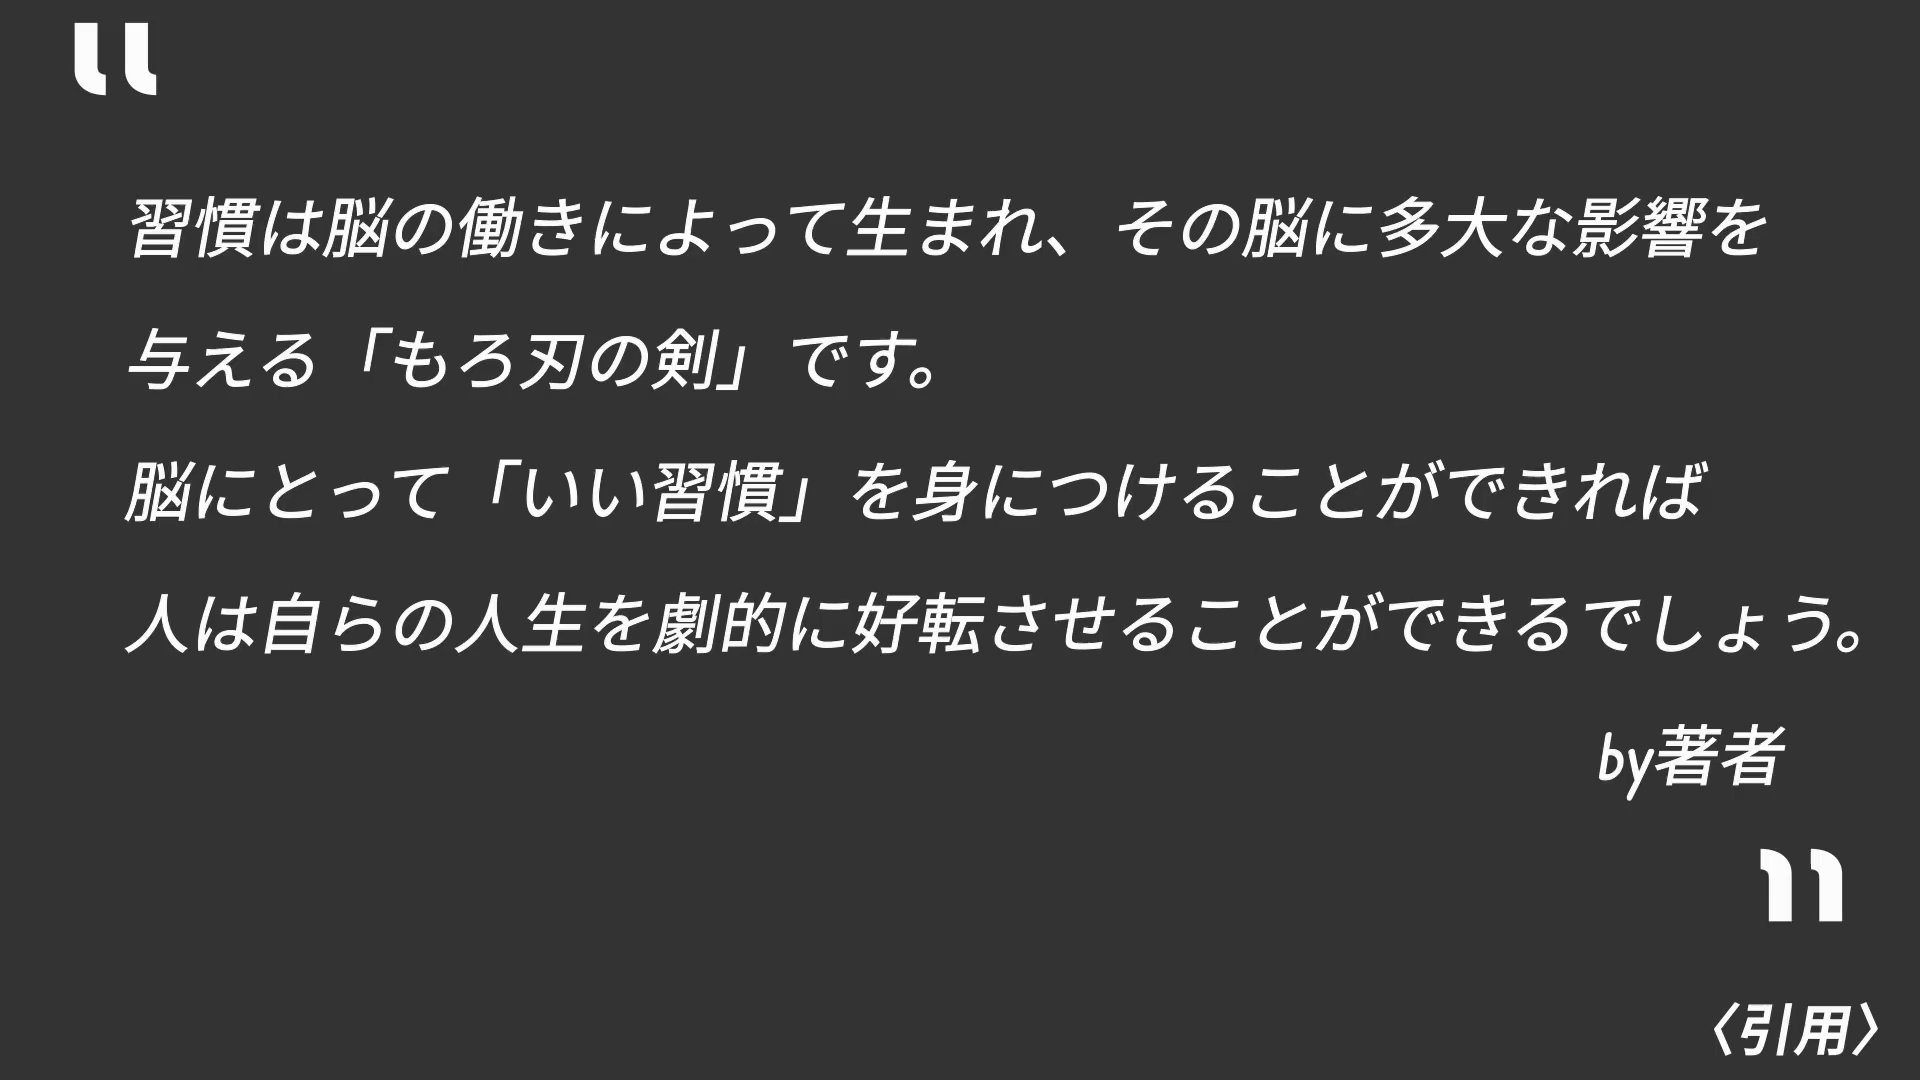 習慣は脳の働きによって生まれ、その脳に多大な影響を
与える「もろ刃の剣」です。
脳にとって「いい習慣」を身につけることができれば
人は自らの人生を劇的に好転させることができるでしょう。
by著者
〈引用〉